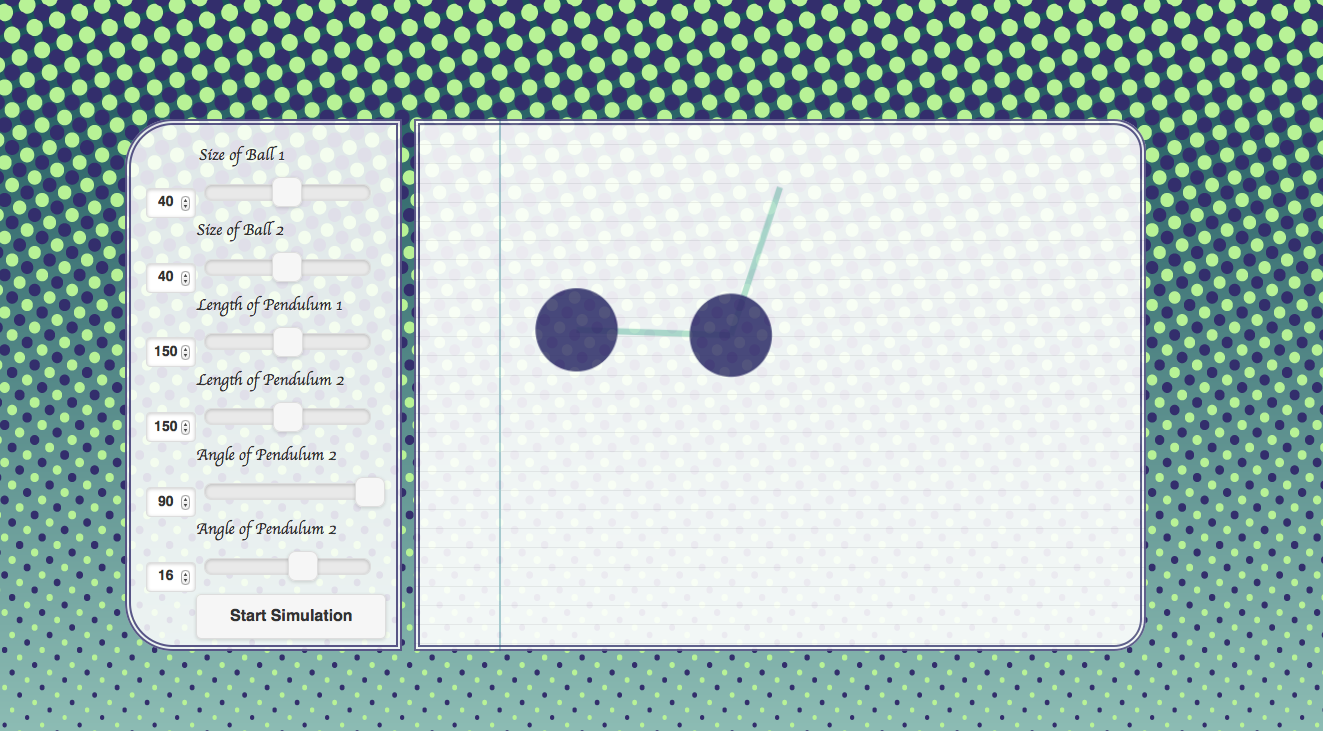 Size of Ball 1
40
Size of Ball 2
40
Length of Pendulum 1
150
Length of Pendulum 2
150
Angle of Pendulum 2
90
Angle of Pendulum 2
16
Start Simulation